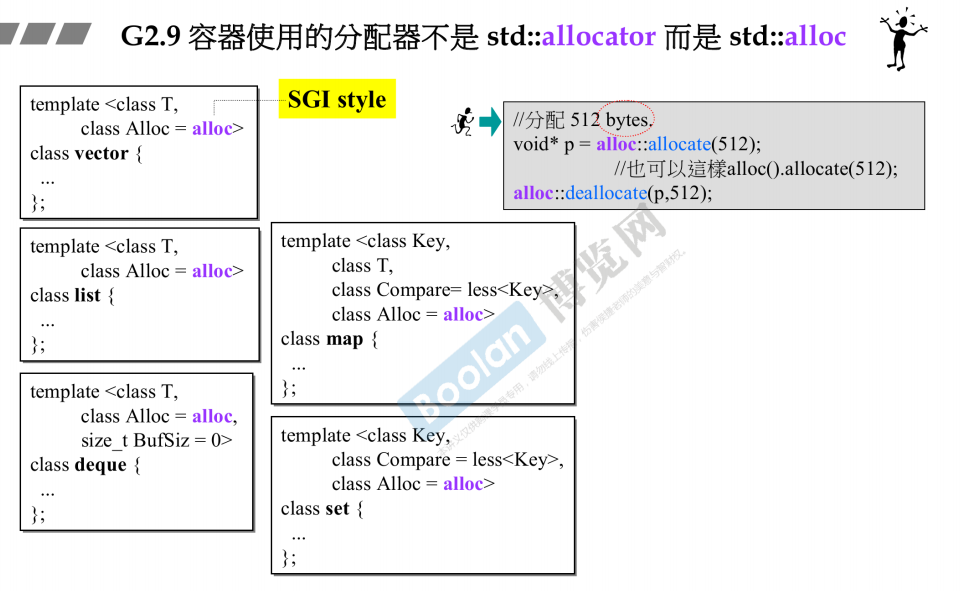 G2.9 容器使用的分配器不是 std::allocator 而是 std::alloc
SGI style
template <class T,
class Alloc = alloc>
class vector {
...
};
//分配 512 bytes.
void* p = alloc::allocate(512);
//也可以這樣alloc().allocate(512);
alloc::deallocate(p,512);
template <class T,
class Alloc = alloc>
class list {
...
};
template <class Key,
class T,
class Compare= less<Key>,
class Alloc = alloc>
class map {
...
};
template <class T,
class Alloc = alloc,
size_t BufSiz = 0>
class deque {
...
};
template <class Key,
class Compare = less<Key>,
class Alloc = alloc>
class set {
...
};
Boolan 博览网